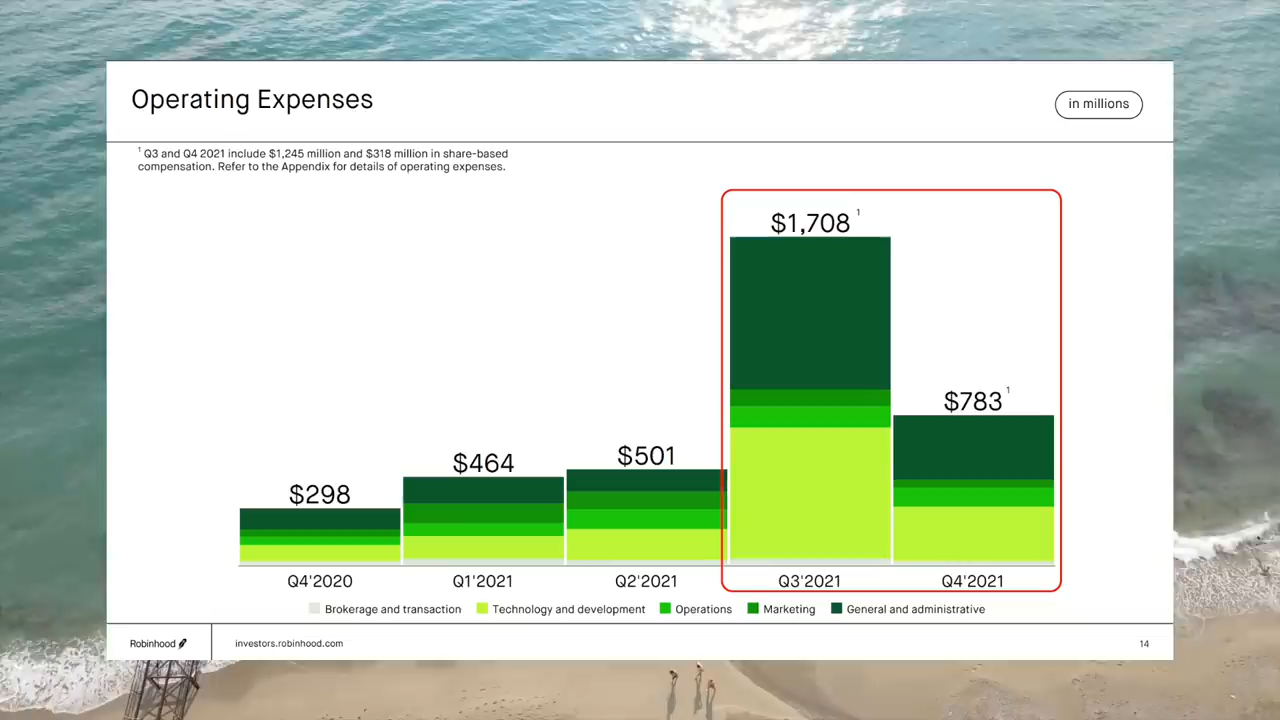 Operating Expenses
in millions
1 Q3 and Q4 2021 include $1,245 million and $318 million in share-based
compensation. Refer to the Appendix for details of operating expenses.
$1,708 1
$783 1
$501
$464
$298
Q4'2020 Q1'2021 Q2'2021 Q3'2021 Q4'2021
Brokerage and transaction Technology and development Operations Marketing General and administrative
Robinhood investors.robinhood.com 14